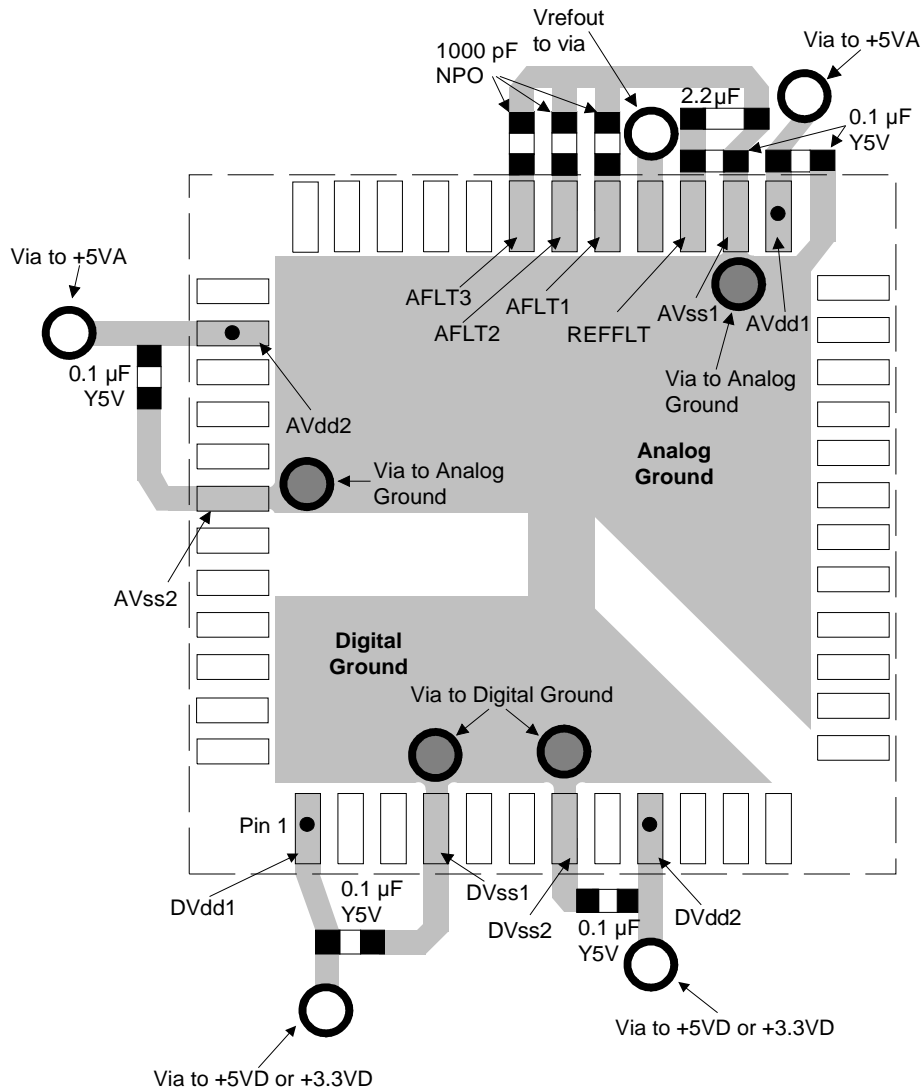 Vrefout
to via
Via to +5VA
1000 pF
NPO
2.2µF
0.1 µF
Y5V
Via to +5VA
AFLT3
AFLT2
AFLT1
REFFLT
AVss1
AVdd1
0.1 µF
Y5V
AVdd2
Via to Analog
Ground
Via to Analog
Ground
Analog
Ground
AVss2
Digital
Ground
Via to Digital Ground
Pin 1
DVdd1
0.1 µF
Y5V
DVss1
DVss2
0.1 µF
Y5V
DVdd2
Via to +5VD or +3.3VD
Via to +5VD or +3.3VD